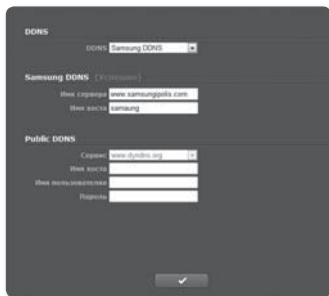 DDNS
DDNS Samsung DDNS
Samsung DDNS (Успешно)
Имя сервера www.samsungipolis.com
Имя хоста samsung
Public DDNS
Сервис www.dyndns.org
Имя хоста
Имя пользователя
Пароль